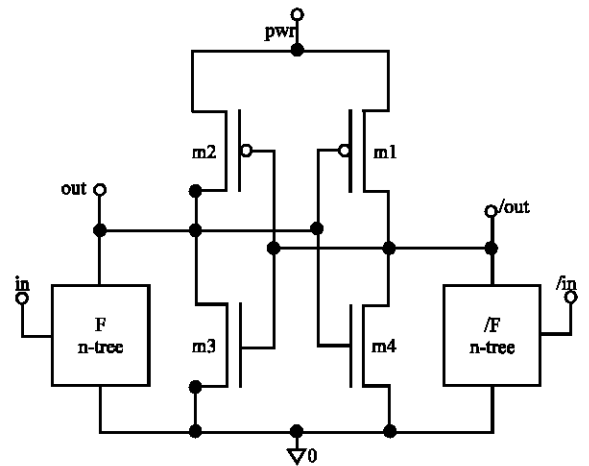 pwr
m2
m1
out
/out
in
/in
F
n-tree
m3
m4
/F
n-tree
0